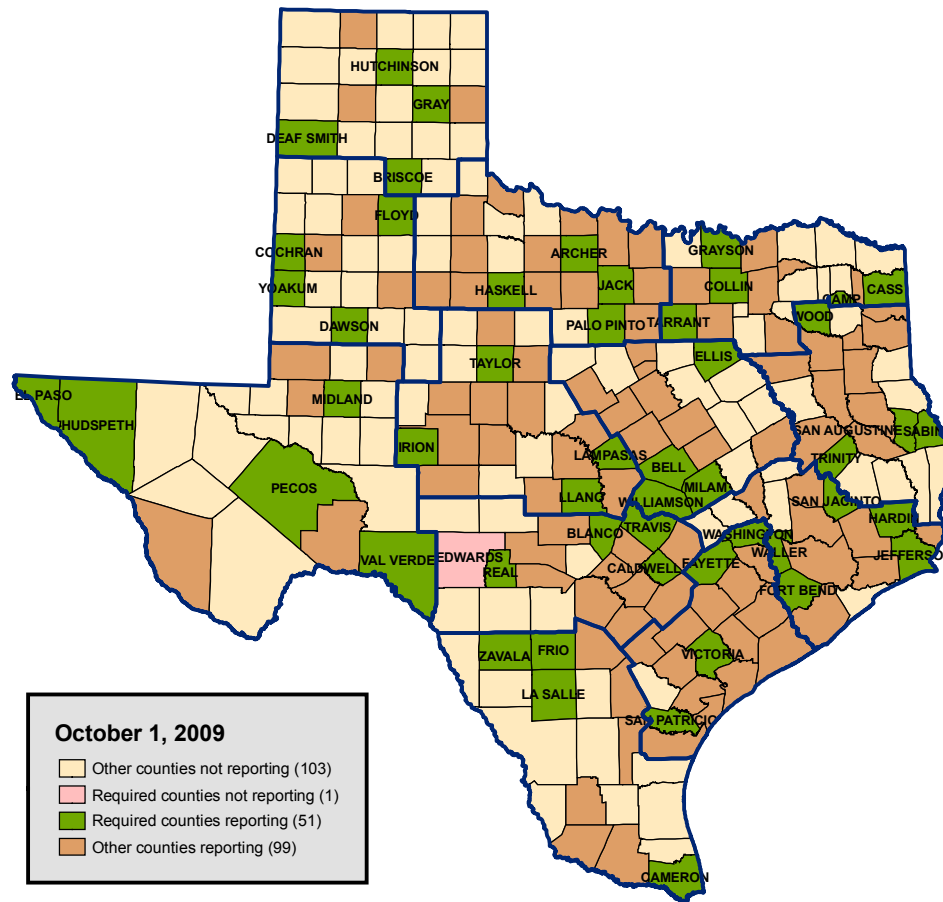 HUTCHINSON
GRAY
DEAF SMITH
BRISCOE
FLOYD
COCHRAN
ARCHER
GRAYSON
YOAKUM
HASKELL
JACK
COLLIN
CAMP
CASS
DAWSON
PALO PINTO
TARRANT
WOOD
TAYLOR
ELLIS
EL PASO
HUDSPETH
MIDLAND
SAN AUGUSTINE
SABINE
IRION
LAMPASAS
BELL
TRINITY
PECOS
LLANO
WILLIAMSON
MILAM
SAN JACINTO
HARDIN
BLANCO
TRAVIS
WASHINGTON
WALLER
JEFFERSON
VAL VERDE
EDWARDS
REAL
CALDWELL
FAYETTE
FORT BEND
ZAVALA
FRIO
VICTORIA
LA SALLE
SAN PATRICIO
CAMERON
October 1, 2009
Other counties not reporting (103)
Required counties not reporting (1)
Required counties reporting (51)
Other counties reporting (99)